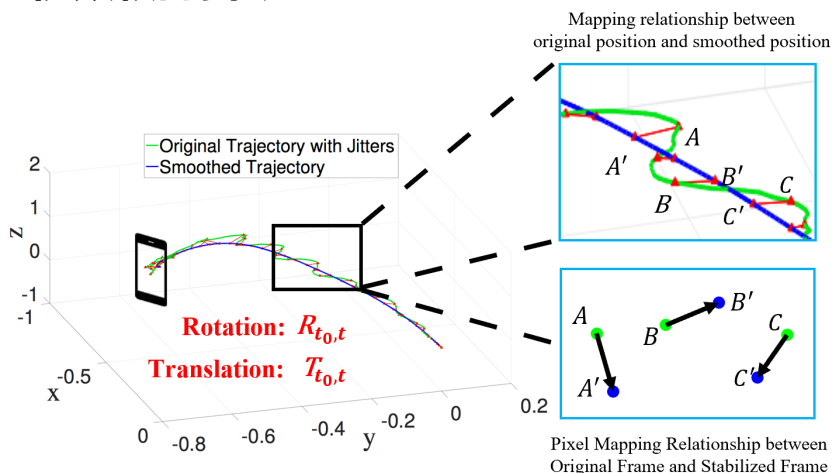 Mapping relationship between
original position and smoothed position
Original Trajectory with Jitters
Smoothed Trajectory
A
A'
B'
B
C
C'
2
1
0
-1
z
-1
-0.5
0
x
-0.8
-0.6
-0.4
-0.2
0
0.2
y
Rotation: R_{t_0,t}
Translation: T_{t_0,t}
A
B
B'
C
A'
C'
Pixel Mapping Relationship between
Original Frame and Stabilized Frame